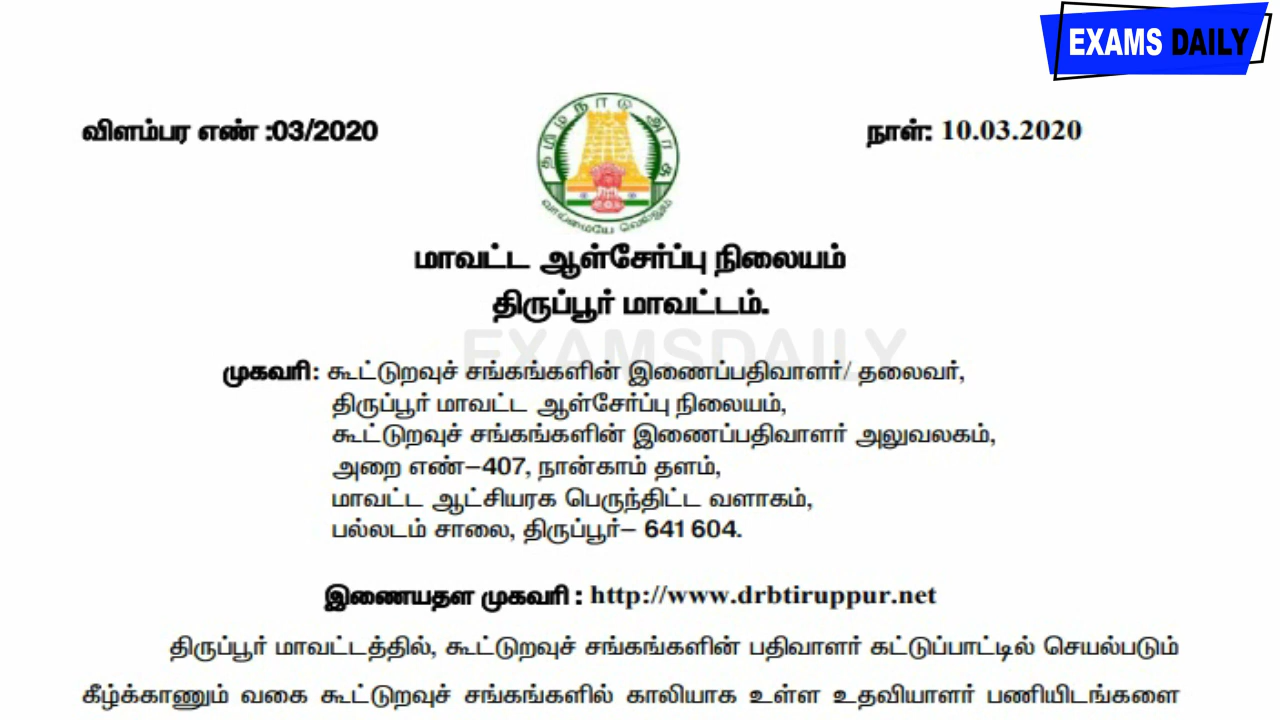 EXAMS DAILY
விளம்பர எண் :03/2020
நாள்: 10.03.2020
தமிழ்நாடு அரசு
வாய்மையே வெல்லும்
மாவட்ட ஆள்சேர்ப்பு நிலையம்
திருப்பூர் மாவட்டம்.
EXAMSDAILY
முகவரி: கூட்டுறவுச் சங்கங்களின் இணைப்பதிவாளர்/ தலைவர்,
திருப்பூர் மாவட்ட ஆள்சேர்ப்பு நிலையம்,
கூட்டுறவுச் சங்கங்களின் இணைப்பதிவாளர் அலுவலகம்,
அறை எண்–407, நான்காம் தளம்,
மாவட்ட ஆட்சியரக பெருந்திட்ட வளாகம்,
பல்லடம் சாலை, திருப்பூர்– 641 604.
இணையதள முகவரி : http://www.drbtiruppur.net
திருப்பூர் மாவட்டத்தில், கூட்டுறவுச் சங்கங்களின் பதிவாளர் கட்டுப்பாட்டில் செயல்படும்
கீழ்க்காணும் வகை கூட்டுறவுச் சங்கங்களில் காலியாக உள்ள உதவியாளர் பணியிடங்களை